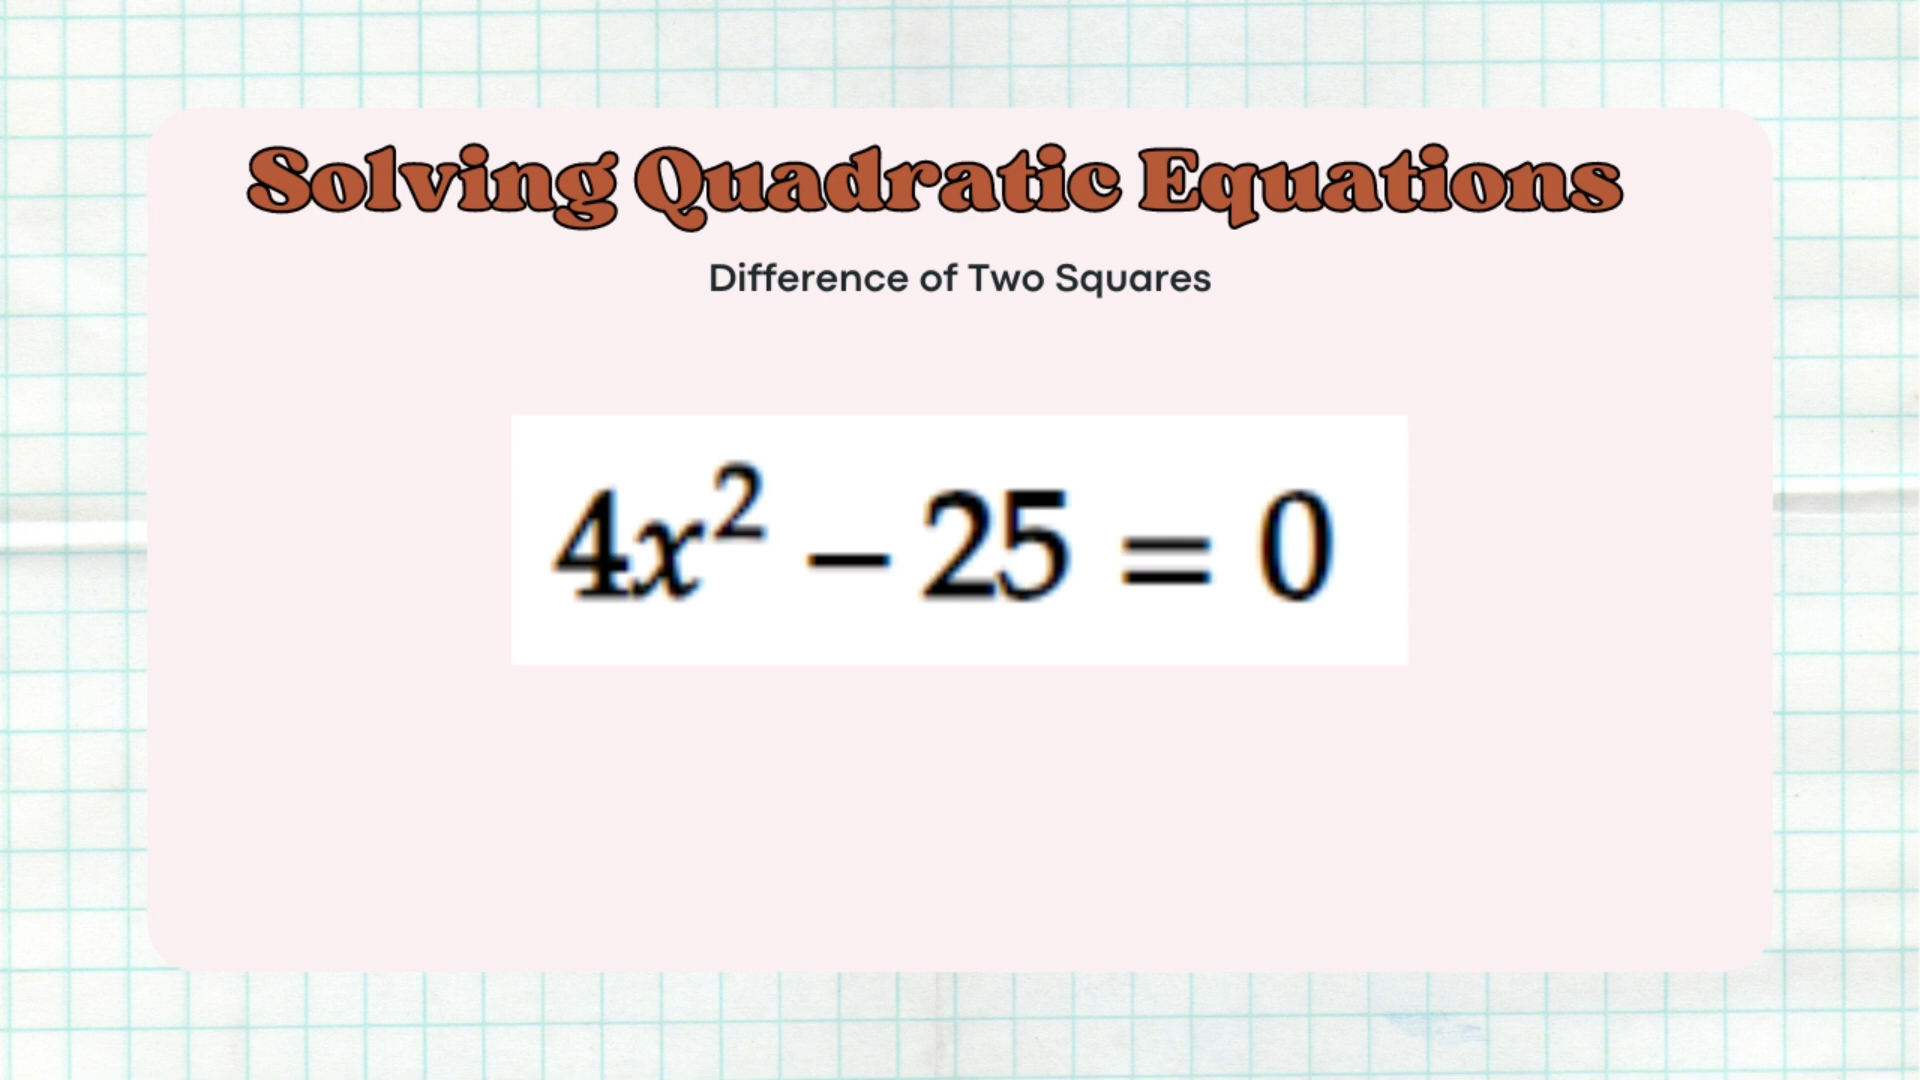 Solving Quadratic Equations
Difference of Two Squares
4x² – 25 = 0